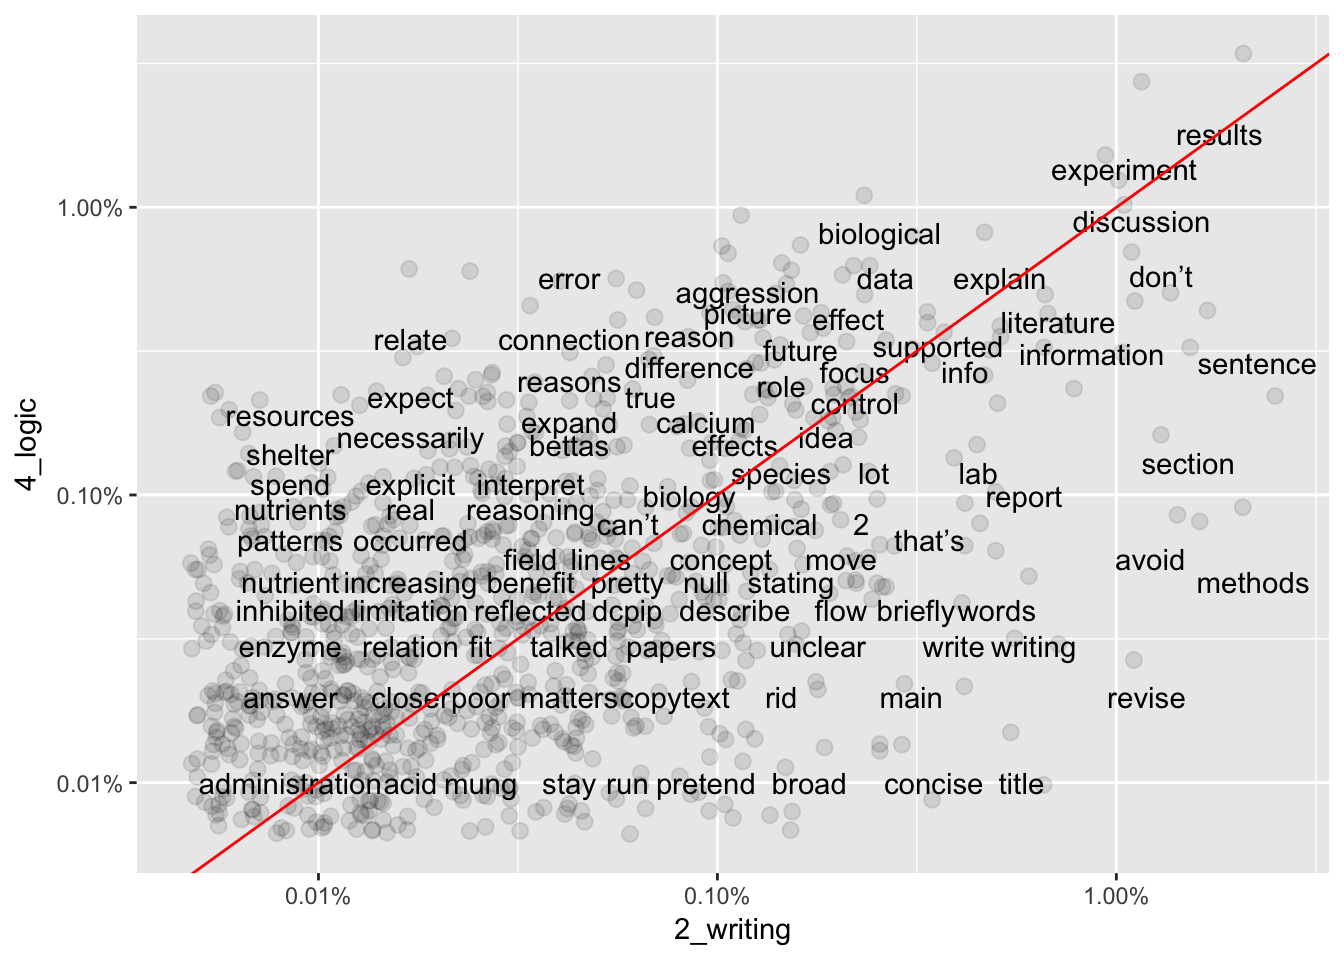 results
experiment
discussion
1.00%
biological
error
data
explain
don’t
aggression
picture
effect
literature
relate
connection
reason
future
supported
information
difference
focus
info
sentence
reasons
role
expect
true
control
resources
expand
calcium
necessarily
bettas
effects
idea
shelter
section
species
lot
lab
spend
explicit
interpret
0.10%
biology
report
nutrients
real
reasoning
can’t
chemical
2
patterns
occurred
that’s
field
lines
concept
move
avoid
nutrient
increasing
benefit
pretty
null
stating
methods
inhibited
limitation
reflected
dcpip
describe
flow
briefly
words
enzyme
relation
fit
talked
papers
unclear
write
writing
answer
closer
poor
matters
copy
text
rid
main
revise
0.01%
administration
acid
mung
stay
run
pretend
broad
concise
title
4_logic
0.01%
0.10%
1.00%
2_writing